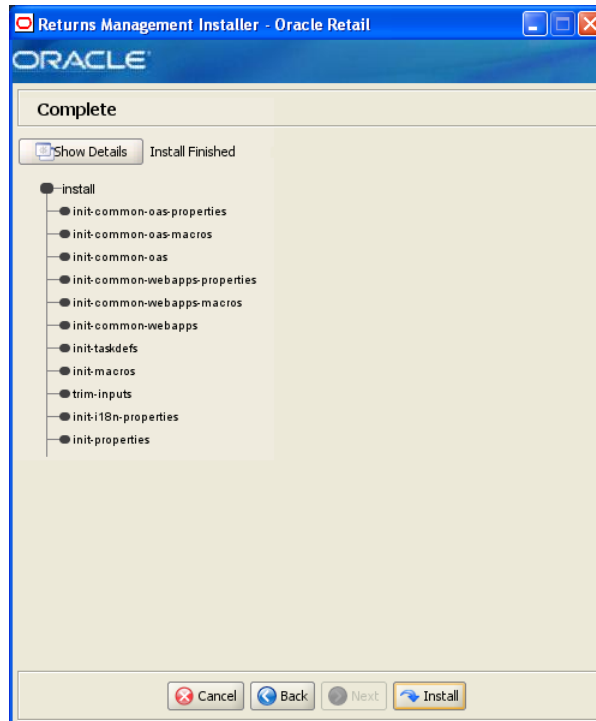 Returns Management Installer - Oracle Retail
ORACLE
Complete
Show Details Install Finished
install
init-common-oas-properties
init-common-oas-macros
init-common-oas
init-common-webapps-properties
init-common-webapps-macros
init-common-webapps
init-taskdefs
init-macros
trim-inputs
init-i18n-properties
init-properties
Cancel Back Next Install